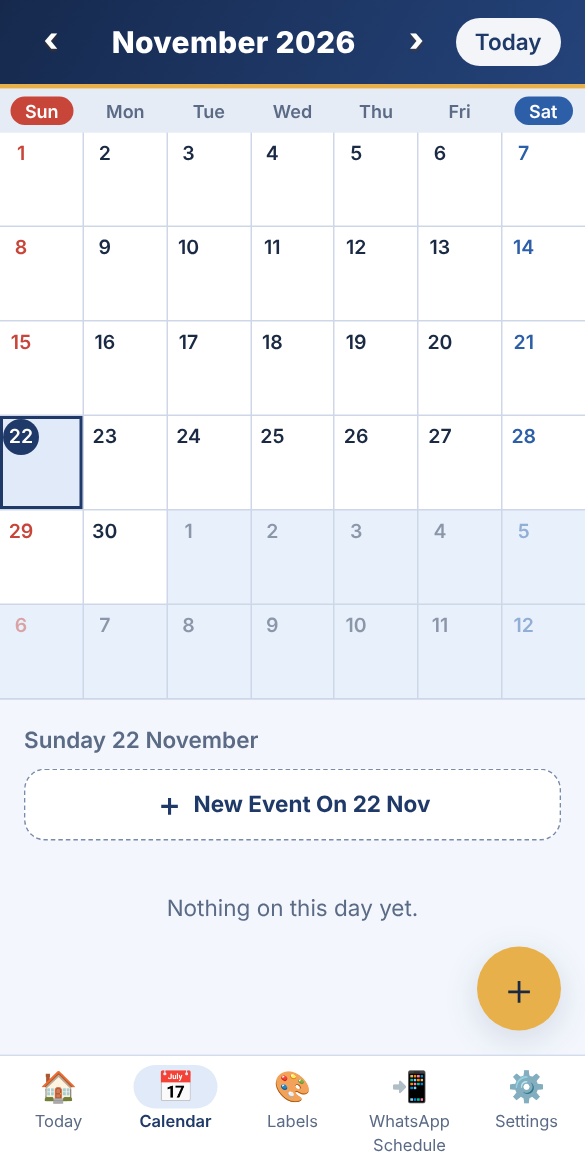 ‹ November 2026 › Today
Sun Mon Tue Wed Thu Fri Sat
1 2 3 4 5 6 7
8 9 10 11 12 13 14
15 16 17 18 19 20 21
22 23 24 25 26 27 28
29 30 1 2 3 4 5
6 7 8 9 10 11 12
Sunday 22 November
+ New Event On 22 Nov
Nothing on this day yet.
+
July
17
Today Calendar Labels WhatsApp Schedule Settings